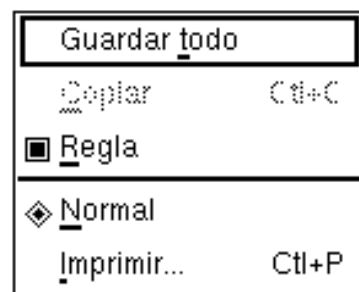 Guardar todo
Copiar Ctl+C
Regla
Normal
Imprimir... Ctl+P